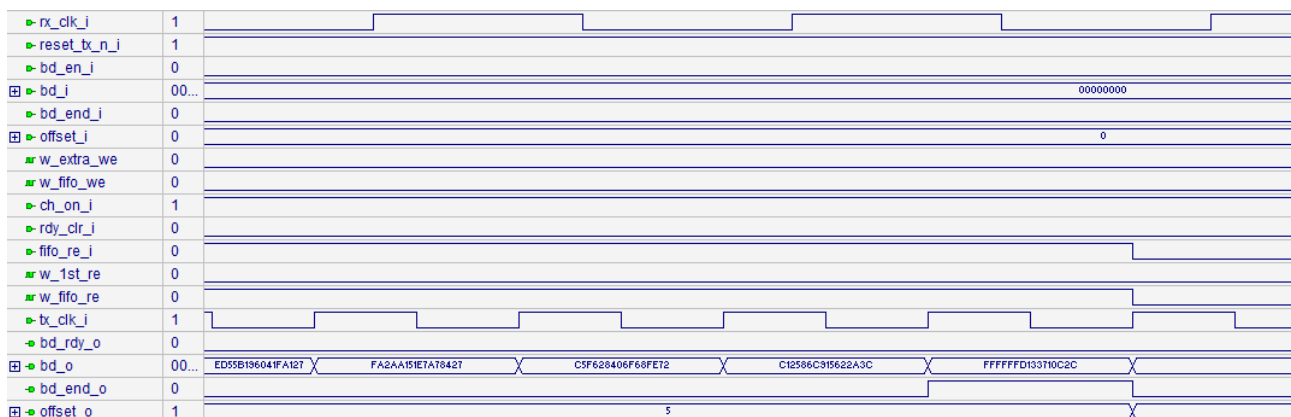 rx_clk_i 1
reset_tx_n_i 1
bd_en_i 0
bd_i 00... 00000000
bd_end_i 0
offset_i 0 0
w_extra_we 0
w_fifo_we 0
ch_on_i 1
rdy_clr_i 0
fifo_re_i 0
w_1st_re 0
w_fifo_re 0
tx_clk_i 1
bd_rdy_o 0
bd_o 00... ED55B196041FA127 FA2AA151E7A78427 C5F628406F68FE72 C12586C915622A3C FFFFFFD133710C2C
bd_end_o 0
offset_o 1 5